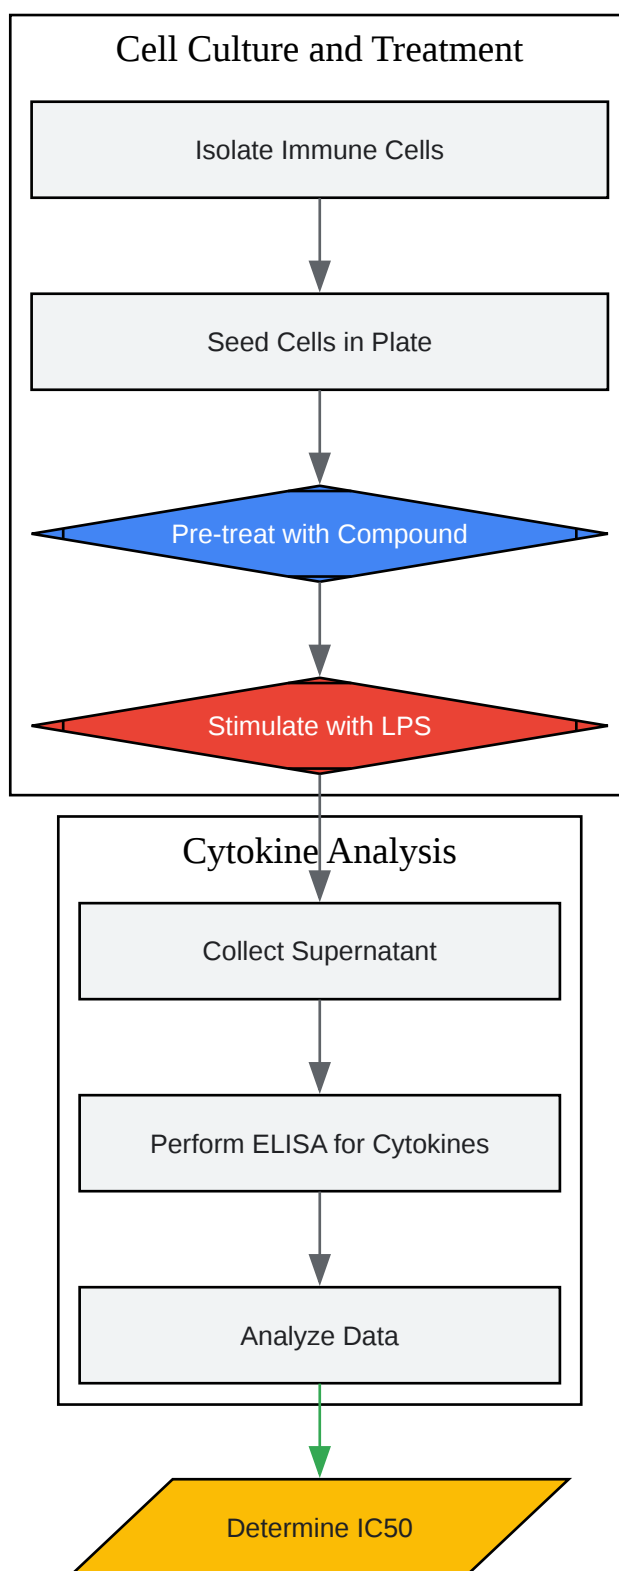 Cell Culture and Treatment
Isolate Immune Cells
Seed Cells in Plate
Pre-treat with Compound
Stimulate with LPS
Cytokine Analysis
Collect Supernatant
Perform ELISA for Cytokines
Analyze Data
Determine IC50